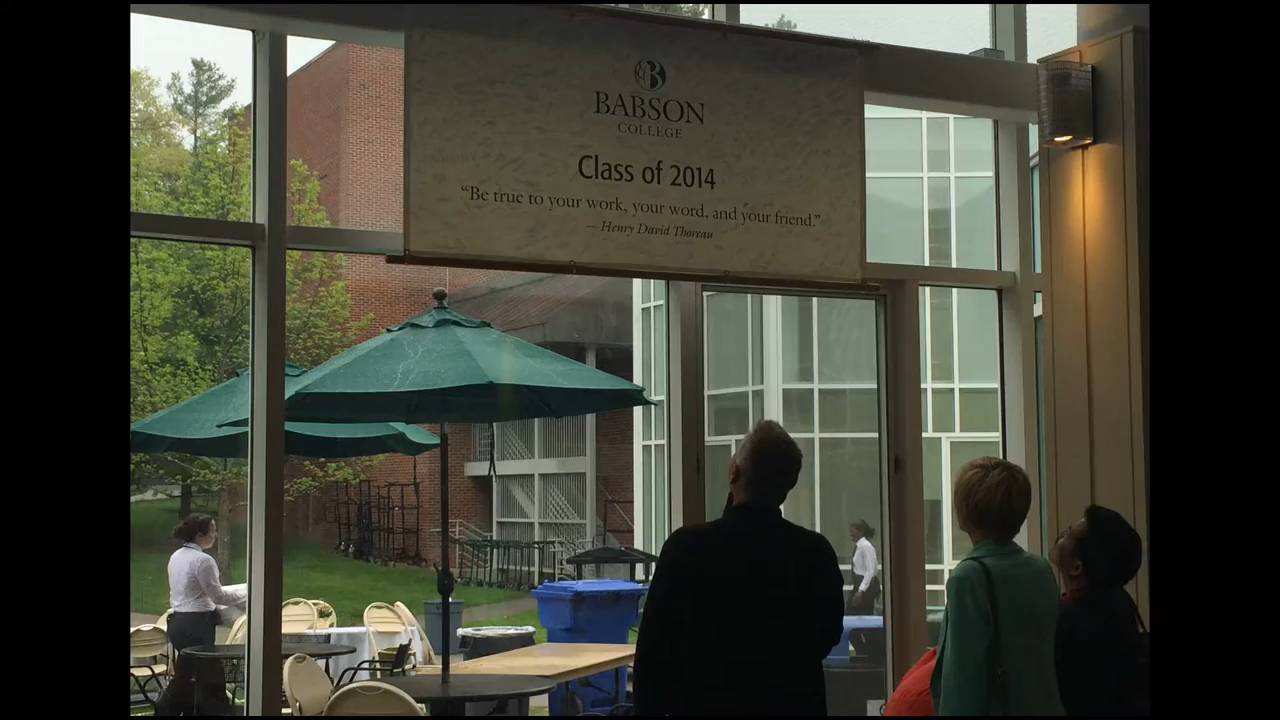 BABSON
COLLEGE
Class of 2014
“Be true to your work, your word, and your friend.”
— Henry David Thoreau